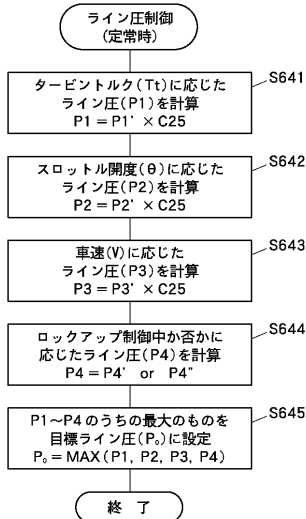 ライン圧制御
(定常時)
S641
タービントルク(Tt)に応じた
ライン圧(P1)を計算
P1=P1'×C25
S642
スロットル開度(θ)に応じた
ライン圧(P2)を計算
P2=P2'×C25
S643
車速(V)に応じた
ライン圧(P3)を計算
P3=P3'×C25
S644
ロックアップ制御中か否かに
応じたライン圧(P4)を計算
P4=P4' or P4"
S645
P1〜P4のうちの最大のものを
目標ライン圧(P₀)に設定
P₀=MAX(P1, P2, P3, P4)
終 了